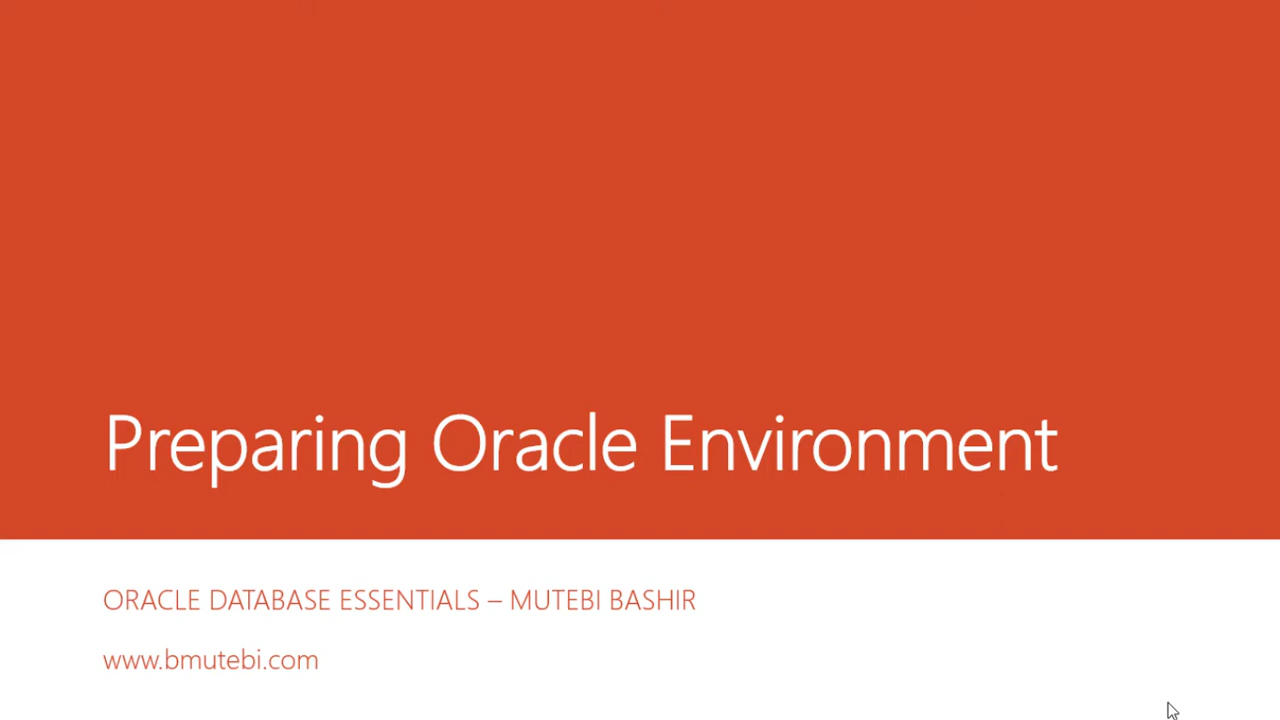 Preparing Oracle Environment
ORACLE DATABASE ESSENTIALS – MUTEBI BASHIR
www.bmutebi.com